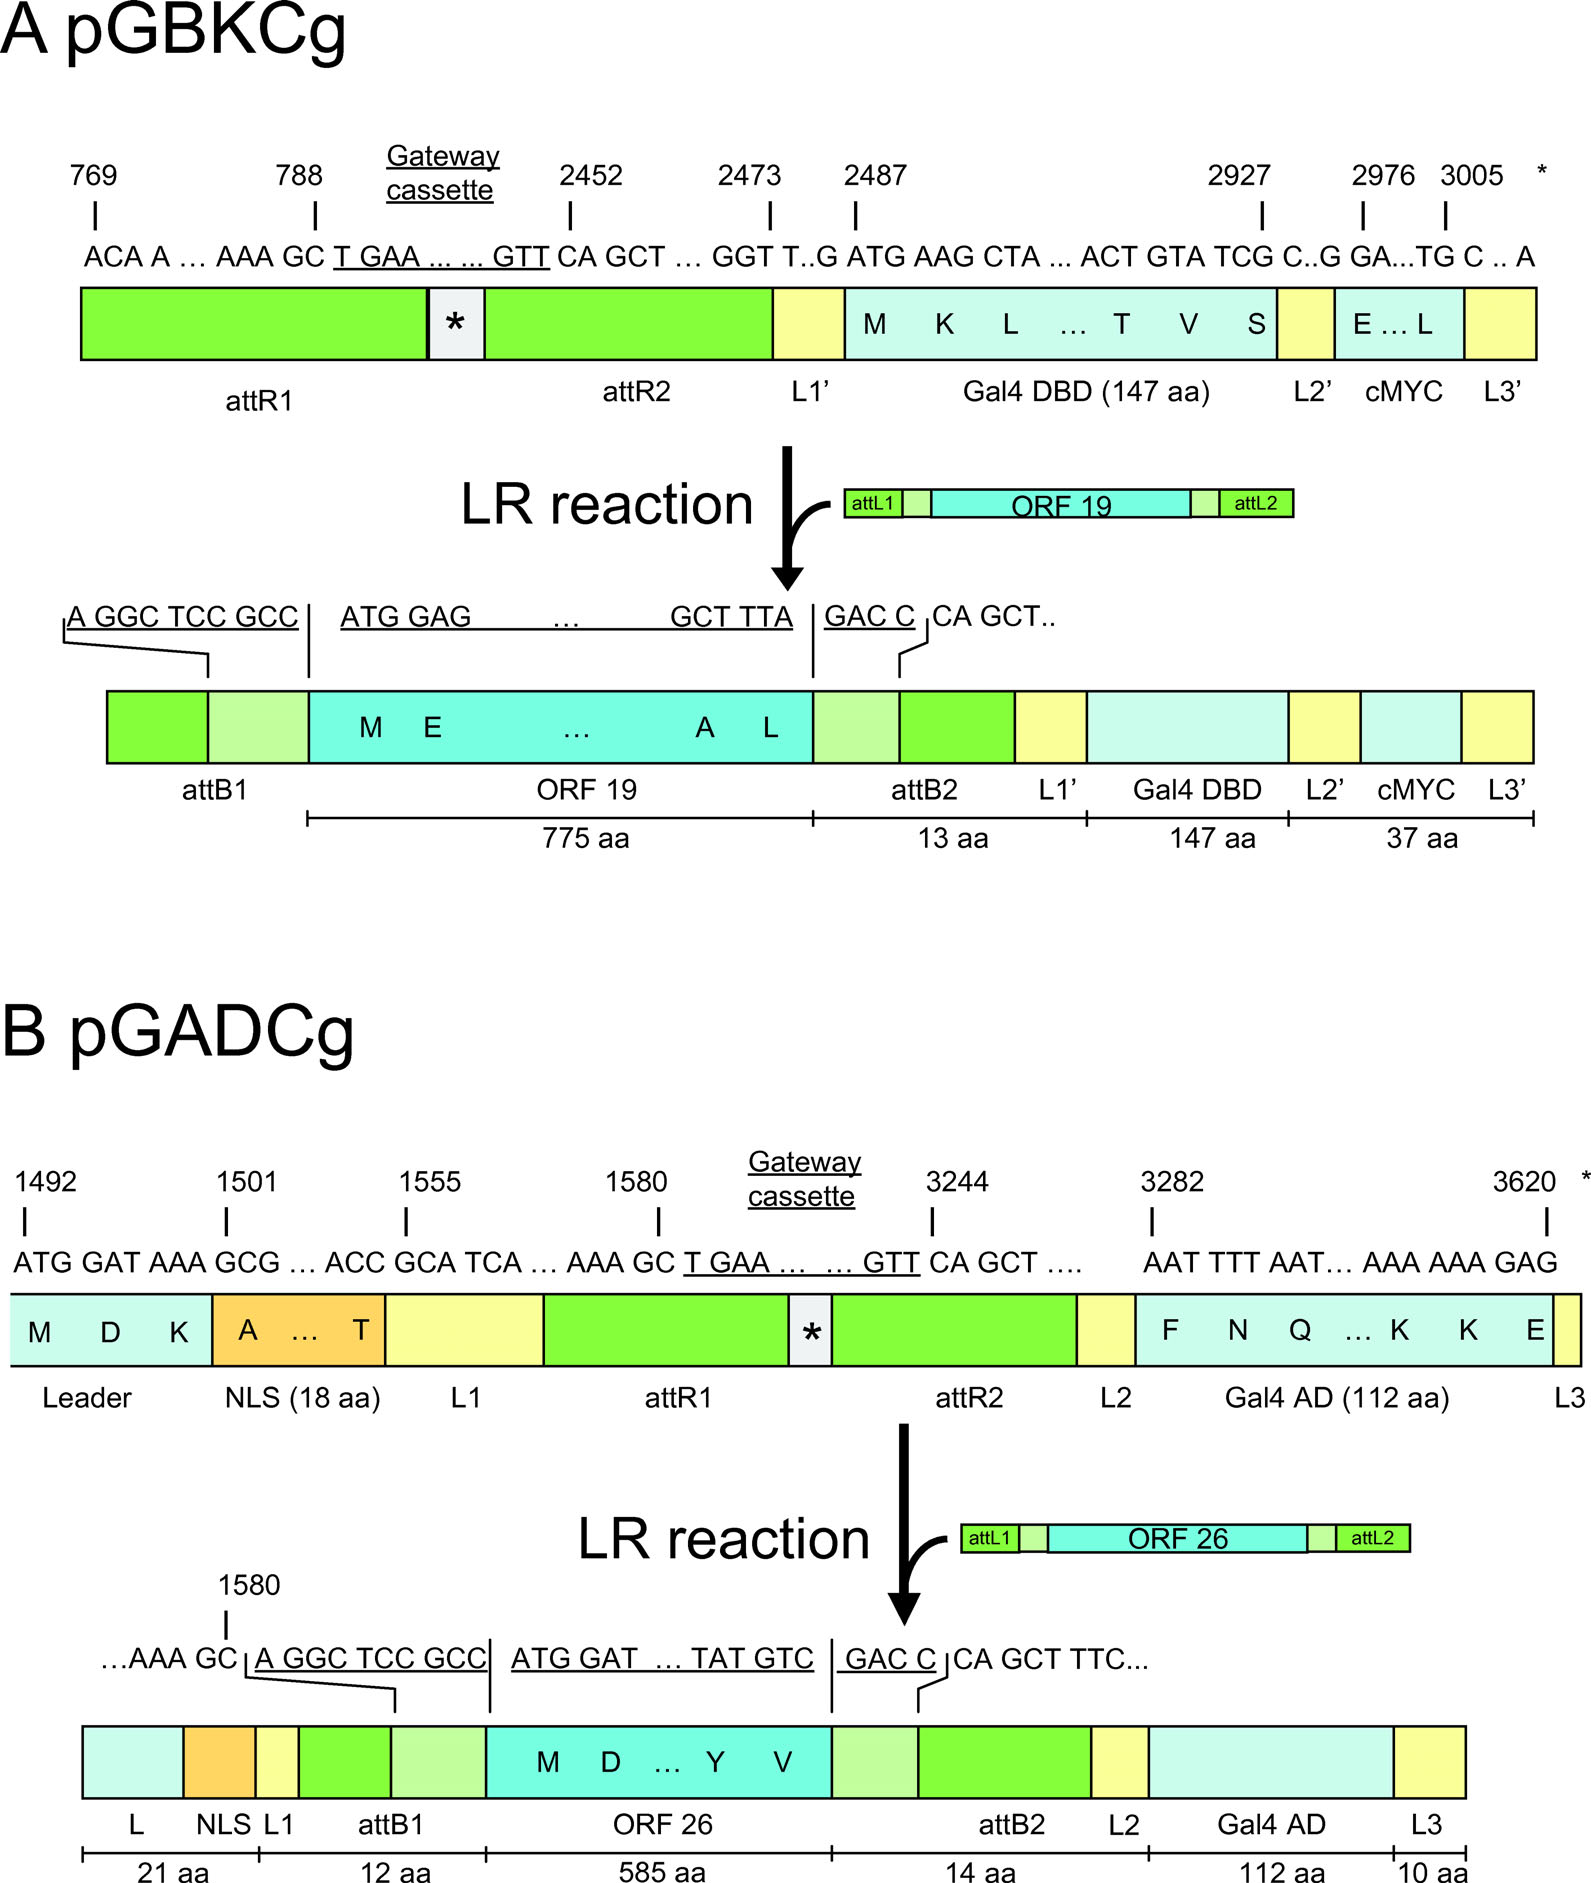 A pGBKCg
Gateway
cassette
769 788 2452 2473 2487 2927 2976 3005 *
ACA A ... AAA GC T GAA ... ... GTT CA GCT ... GGT T..G ATG AAG CTA ... ACT GTA TCG C..G GA...TG C .. A
* M K L ... T V S E ... L
attR1 attR2 L1’ Gal4 DBD (147 aa) L2’ cMYC L3’
LR reaction attL1 ORF 19 attL2
A GGC TCC GCC ATG GAG ... GCT TTA GAC C CA GCT..
M E ... A L
attB1 ORF 19 attB2 L1’ Gal4 DBD L2’ cMYC L3’
775 aa 13 aa 147 aa 37 aa
B pGADCg
Gateway
cassette
1492 1501 1555 1580 3244 3282 3620 *
ATG GAT AAA GCG ... ACC GCA TCA ... AAA GC T GAA ... ... GTT CA GCT .... AAT TTT AAT... AAA AAA GAG
M D K A ... T * F N Q ... K K E
Leader NLS (18 aa) L1 attR1 attR2 L2 Gal4 AD (112 aa) L3
LR reaction attL1 ORF 26 attL2
1580
...AAA GC A GGC TCC GCC ATG GAT ... TAT GTC GAC C CA GCT TTC...
M D ... Y V
L NLS L1 attB1 ORF 26 attB2 L2 Gal4 AD L3
21 aa 12 aa 585 aa 14 aa 112 aa 10 aa